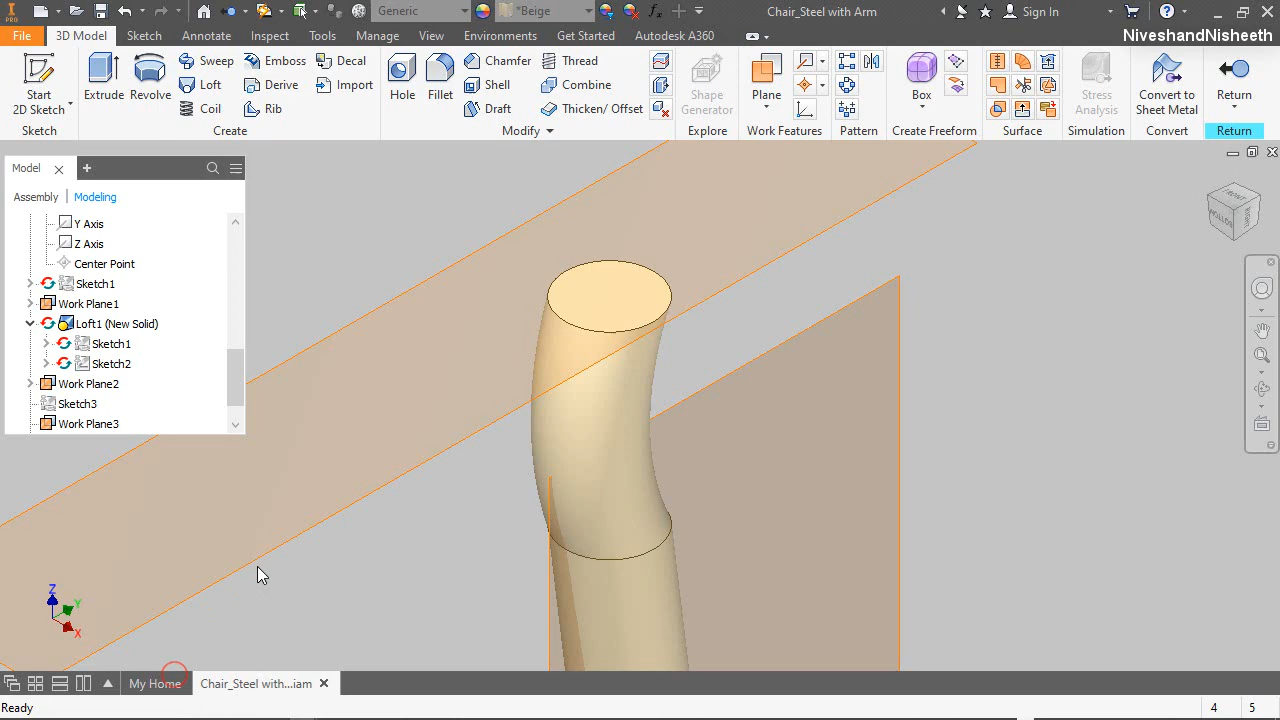 PRO
Generic
*Beige
Chair_Steel with Arm
Sign In
File
3D Model
Sketch
Annotate
Inspect
Tools
Manage
View
Environments
Get Started
Autodesk A360
NiveshandNisheeth
Start
2D Sketch
Sketch
Extrude
Revolve
Sweep
Loft
Coil
Emboss
Derive
Rib
Decal
Import
Create
Hole
Fillet
Chamfer
Shell
Draft
Thread
Combine
Thicken/ Offset
Modify
Shape
Generator
Explore
Plane
Work Features
Pattern
Box
Create Freeform
Surface
Stress
Analysis
Simulation
Convert to
Sheet Metal
Convert
Return
Return
Model
Assembly
Modeling
Y Axis
Z Axis
Center Point
Sketch1
Work Plane1
Loft1 (New Solid)
Sketch1
Sketch2
Work Plane2
Sketch3
Work Plane3
FRONT
BOTTOM
Z
Y
X
My Home
Chair_Steel with...iam
Ready
4
5